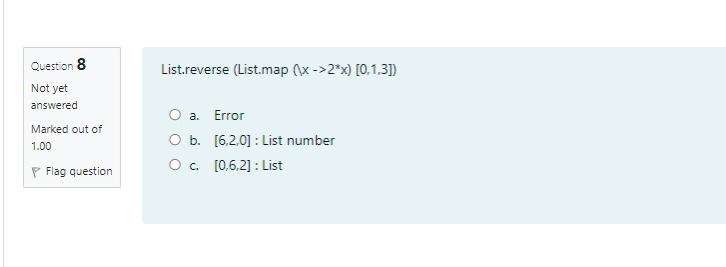 Question 8
Not yet
answered
Marked out of
1.00
Flag question
List.reverse (List.map (\x ->2*x) [0,1,3])
a. Error
b. [6,2,0] : List number
c. [0,6,2] : List